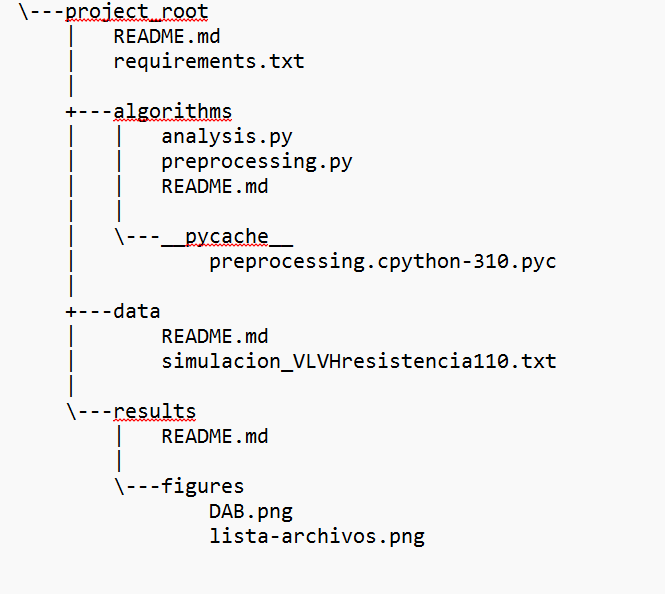 \---project_root
    |   README.md
    |   requirements.txt
    |
    +---algorithms
    |   |   analysis.py
    |   |   preprocessing.py
    |   |   README.md
    |   |
    |   \---__pycache__
    |           preprocessing.cpython-310.pyc
    |
    +---data
    |       README.md
    |       simulacion_VLVHresistencia110.txt
    |
    \---results
        |   README.md
        |
        \---figures
                DAB.png
                lista-archivos.png